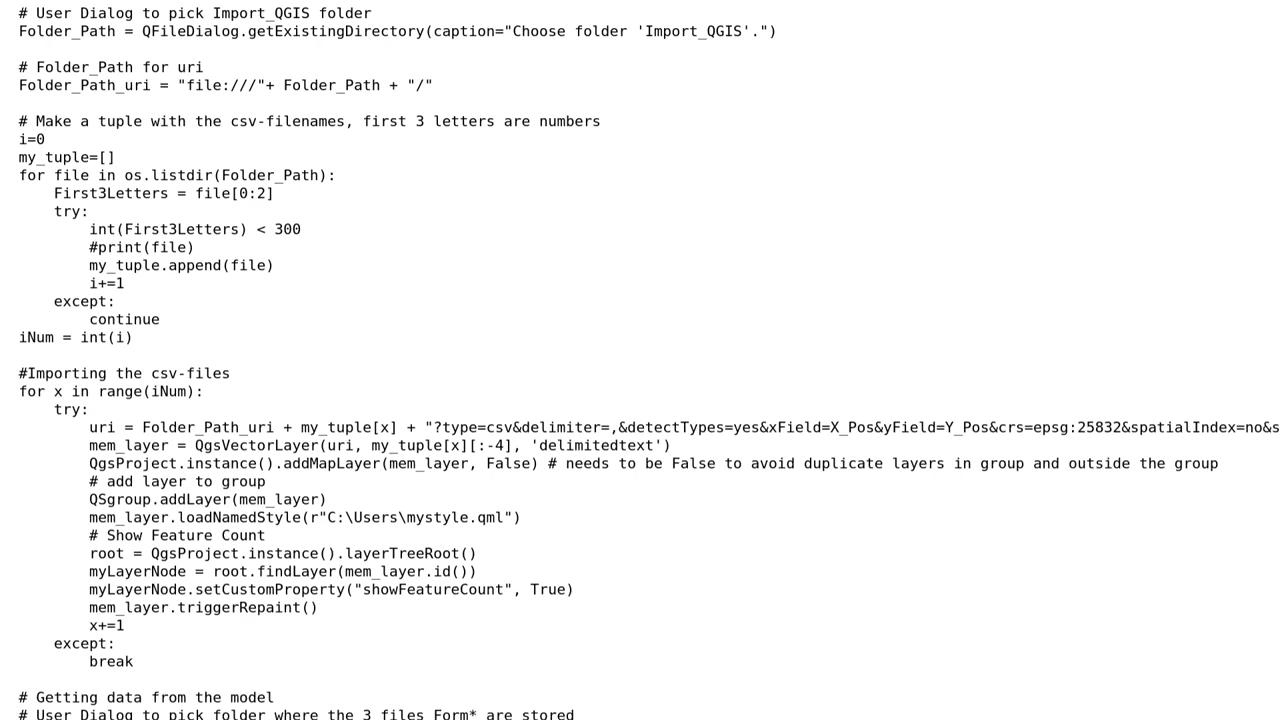 # User Dialog to pick Import_QGIS folder
Folder_Path = QFileDialog.getExistingDirectory(caption="Choose folder 'Import_QGIS'.")

# Folder_Path for uri
Folder_Path_uri = "file:///"+ Folder_Path + "/"

# Make a tuple with the csv-filenames, first 3 letters are numbers
i=0
my_tuple=[]
for file in os.listdir(Folder_Path):
    First3Letters = file[0:2]
    try:
        int(First3Letters) < 300
        #print(file)
        my_tuple.append(file)
        i+=1
    except:
        continue
iNum = int(i)

#Importing the csv-files
for x in range(iNum):
    try:
        uri = Folder_Path_uri + my_tuple[x] + "?type=csv&delimiter=,&detectTypes=yes&xField=X_Pos&yField=Y_Pos&crs=epsg:25832&spatialIndex=no&s
        mem_layer = QgsVectorLayer(uri, my_tuple[x][:-4], 'delimitedtext')
        QgsProject.instance().addMapLayer(mem_layer, False) # needs to be False to avoid duplicate layers in group and outside the group
        # add layer to group
        QSgroup.addLayer(mem_layer)
        mem_layer.loadNamedStyle(r"C:\Users\mystyle.qml")
        # Show Feature Count
        root = QgsProject.instance().layerTreeRoot()
        myLayerNode = root.findLayer(mem_layer.id())
        myLayerNode.setCustomProperty("showFeatureCount", True)
        mem_layer.triggerRepaint()
        x+=1
    except:
        break

# Getting data from the model
# User Dialog to pick folder where the 3 files Form* are stored